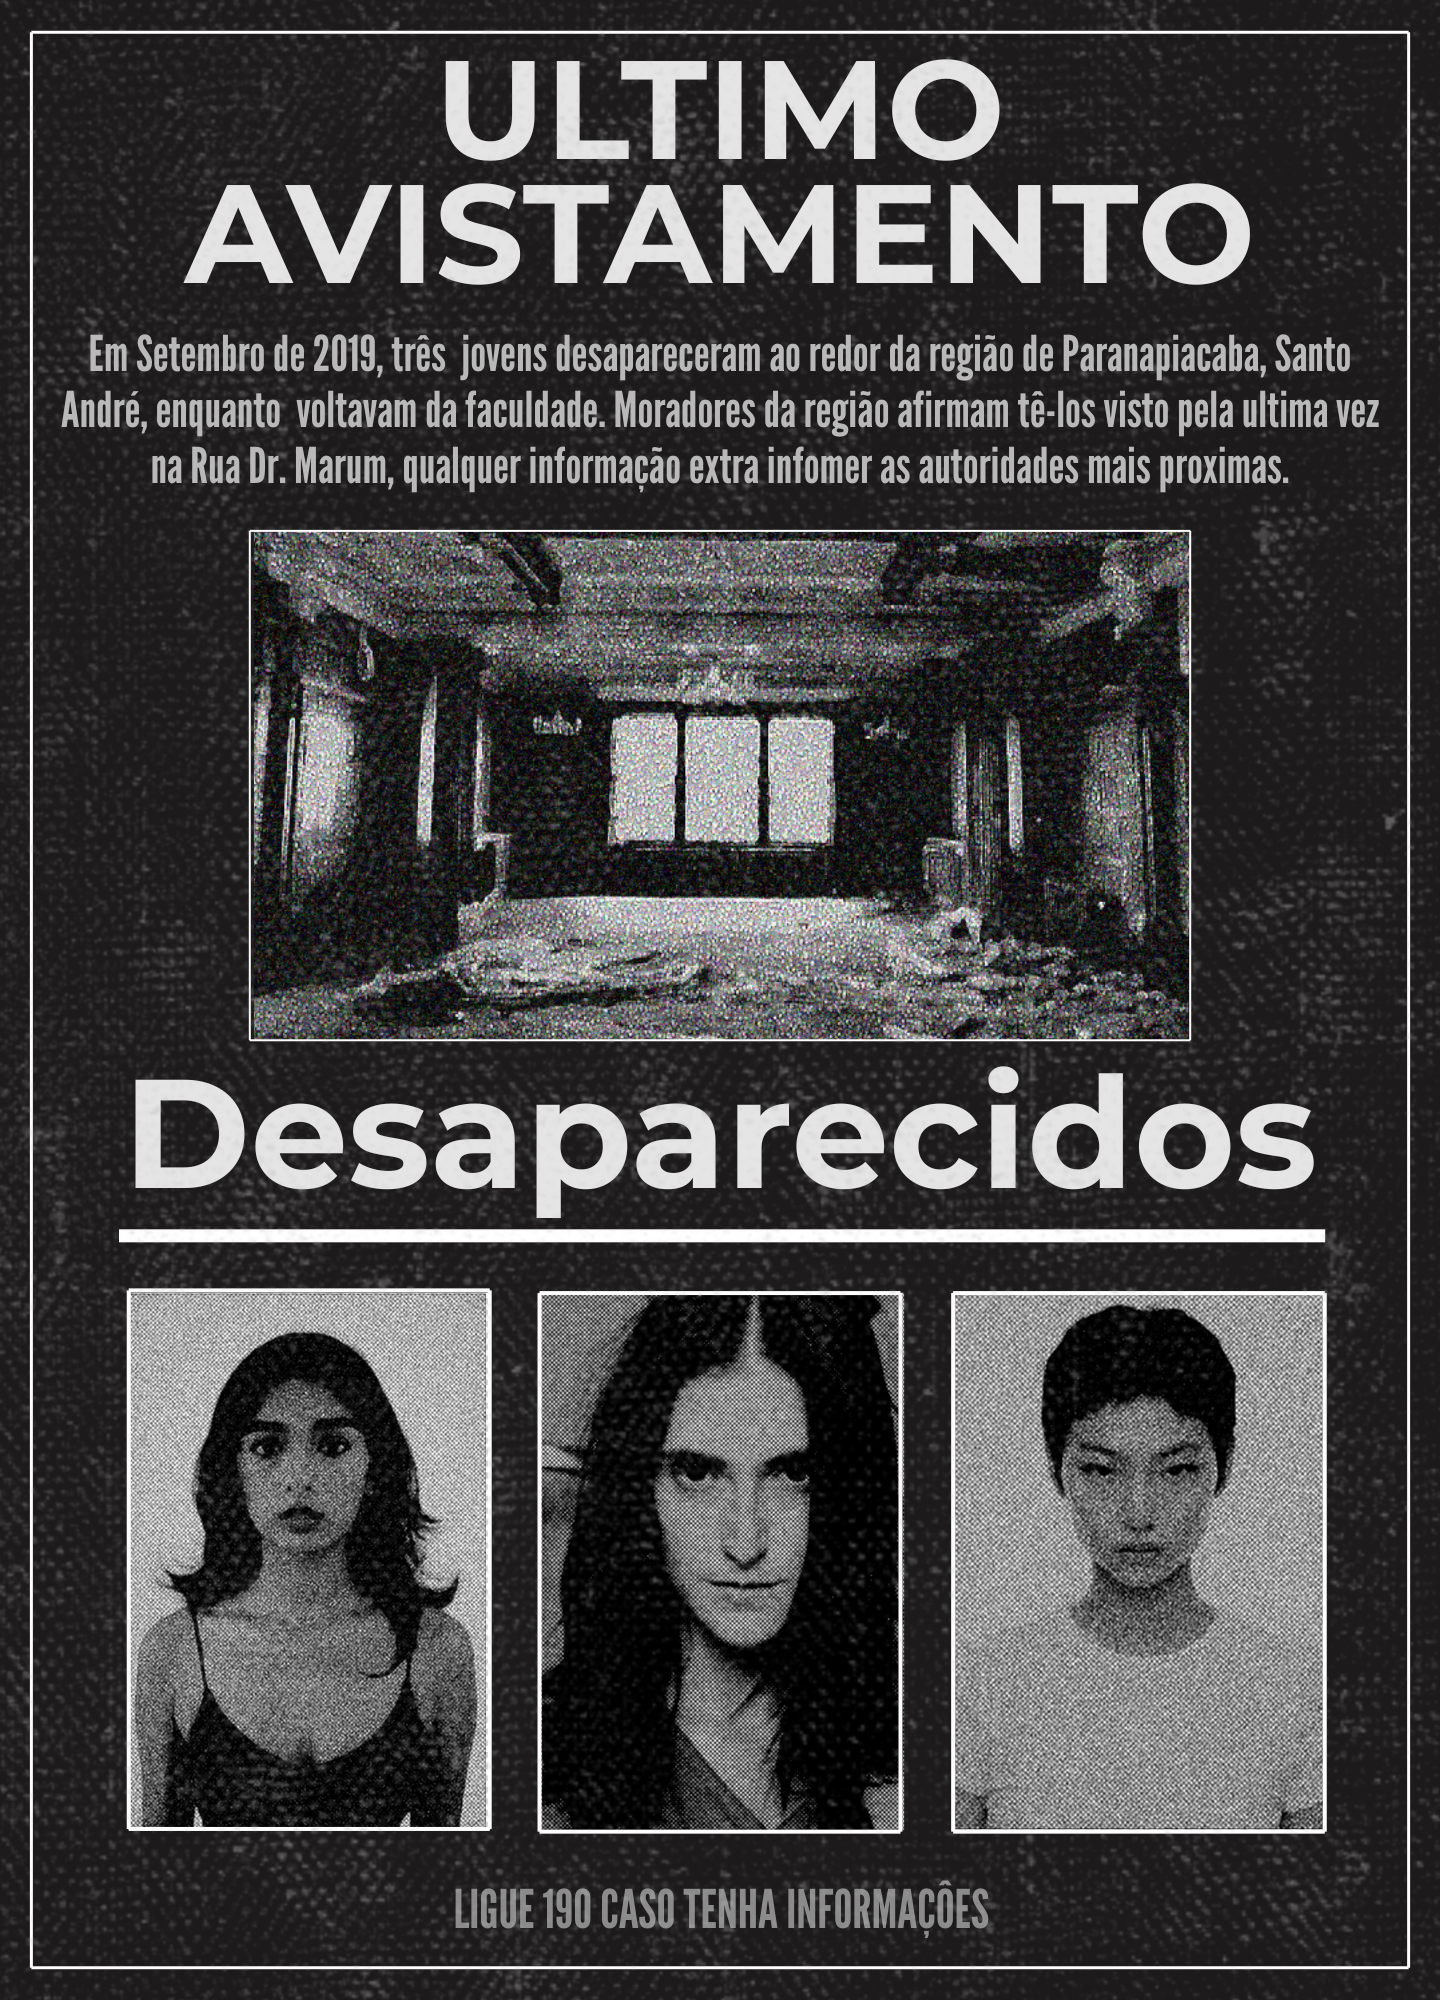 ULTIMO
AVISTAMENTO
Em Setembro de 2019, três jovens desapareceram ao redor da região de Paranapiacaba, Santo
André, enquanto voltavam da faculdade. Moradores da região afirmam tê-los visto pela ultima vez
na Rua Dr. Marum, qualquer informação extra infomer as autoridades mais proximas.
Desaparecidos
LIGUE 190 CASO TENHA INFORMAÇÔES